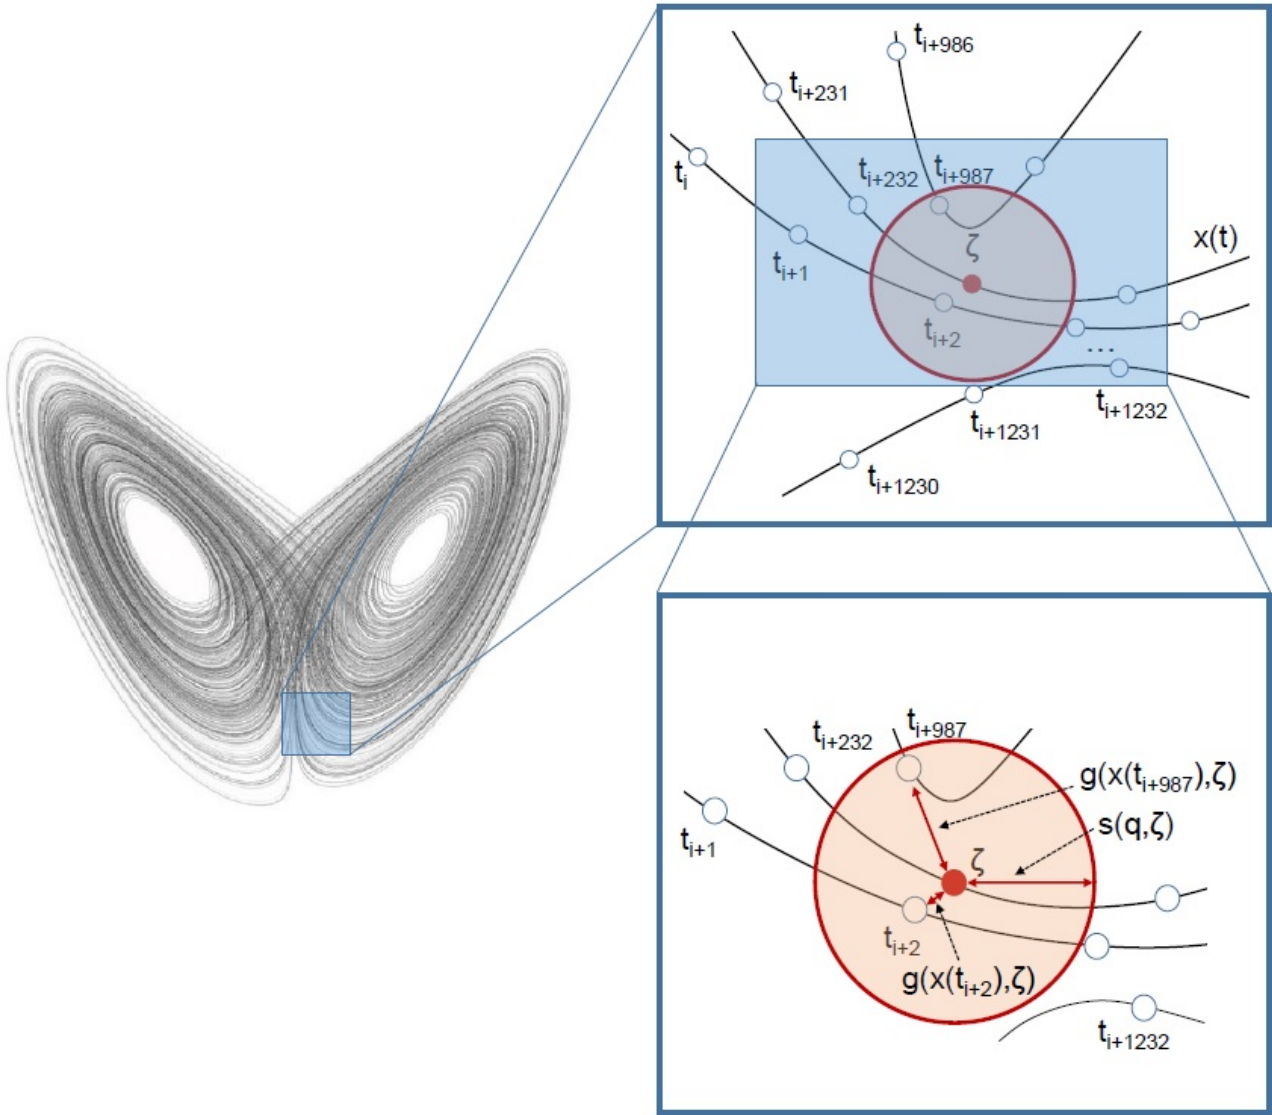 t_{i+986}
t_{i+231}
t_i
t_{i+232}
t_{i+987}
x(t)
ζ
t_{i+1}
t_{i+2}
...
t_{i+1232}
t_{i+1231}
t_{i+1230}
t_{i+987}
t_{i+232}
g(x(t_{i+987}),ζ)
s(q,ζ)
t_{i+1}
ζ
t_{i+2}
g(x(t_{i+2}),ζ)
t_{i+1232}